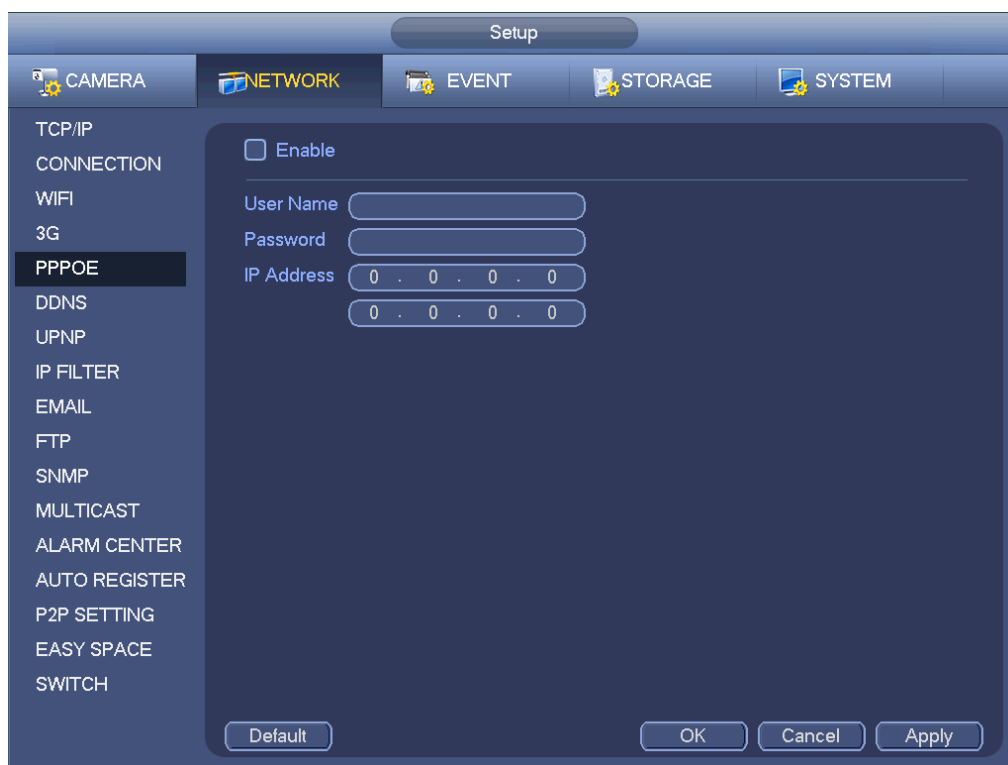 Setup
CAMERA NETWORK EVENT STORAGE SYSTEM
TCP/IP
CONNECTION
WIFI
3G
PPPOE
DDNS
UPNP
IP FILTER
EMAIL
FTP
SNMP
MULTICAST
ALARM CENTER
AUTO REGISTER
P2P SETTING
EASY SPACE
SWITCH
Enable
User Name
Password
IP Address 0 . 0 . 0 . 0
0 . 0 . 0 . 0
Default OK Cancel Apply